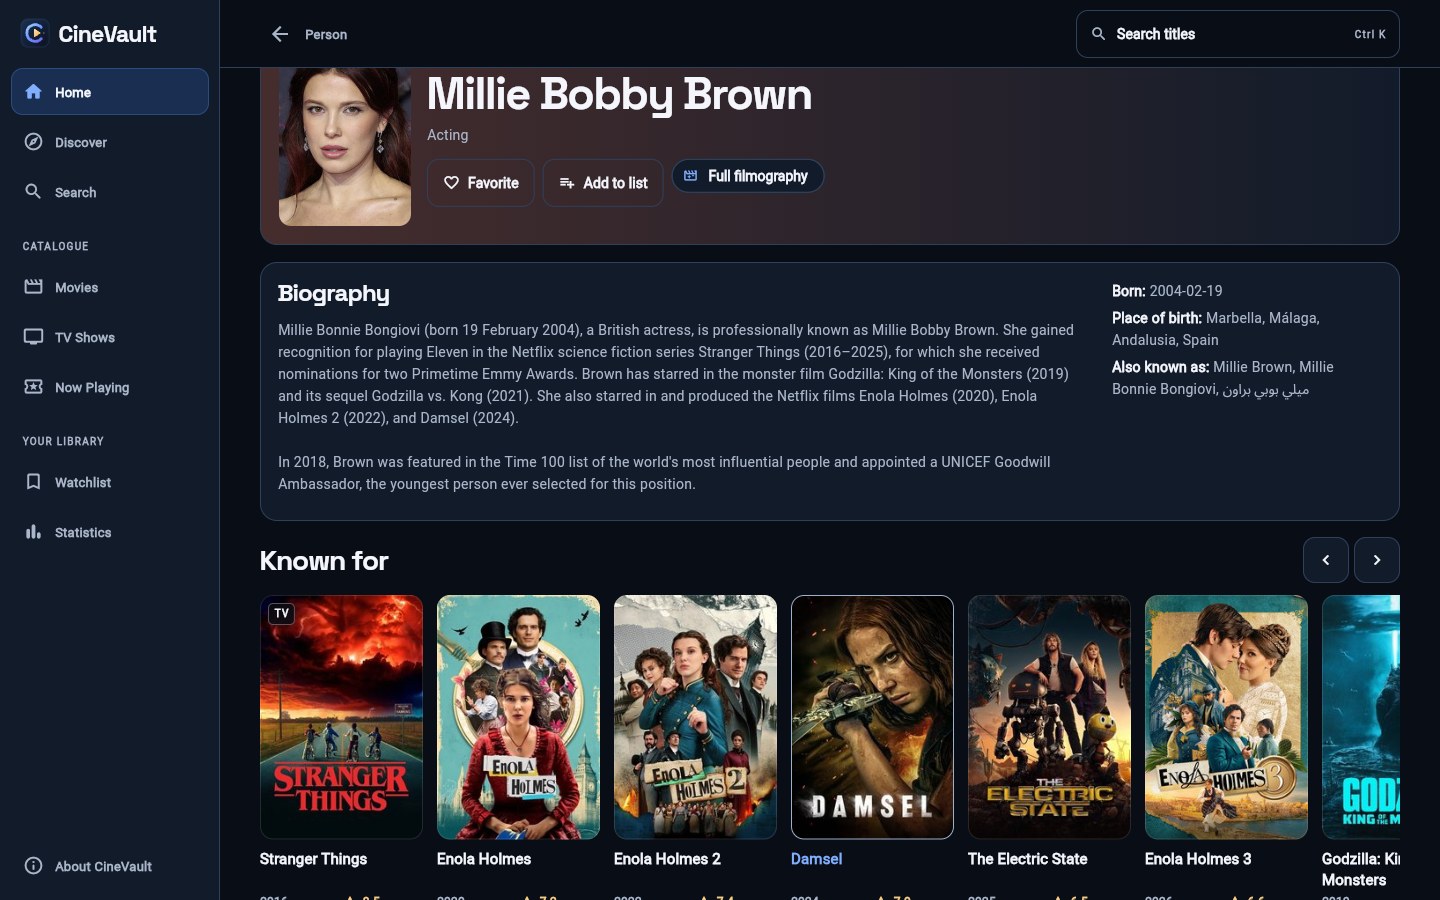 CineVault
Home
Discover
Search
CATALOGUE
Movies
TV Shows
Now Playing
YOUR LIBRARY
Watchlist
Statistics
About CineVault
Person
Search titles
Ctrl K
Millie Bobby Brown
Acting
Favorite
Add to list
Full filmography
Biography
Millie Bonnie Bongiovi (born 19 February 2004), a British actress, is professionally known as Millie Bobby Brown. She gained
recognition for playing Eleven in the Netflix science fiction series Stranger Things (2016–2025), for which she received
nominations for two Primetime Emmy Awards. Brown has starred in the monster film Godzilla: King of the Monsters (2019)
and its sequel Godzilla vs. Kong (2021). She also starred in and produced the Netflix films Enola Holmes (2020), Enola
Holmes 2 (2022), and Damsel (2024).
In 2018, Brown was featured in the Time 100 list of the world's most influential people and appointed a UNICEF Goodwill
Ambassador, the youngest person ever selected for this position.
Born: 2004-02-19
Place of birth: Marbella, Málaga,
Andalusia, Spain
Also known as: Millie Brown, Millie
Bonnie Bongiovi, ميلي بوبي براون
Known for
TV
STRANGER
THINGS
ENOLA
HOLMES
ENOLA
HOLMES 2
DAMSEL
THE
ELECTRIC
STATE
ENOLA HOLMES 3
KING OF THE
Stranger Things
Enola Holmes
Enola Holmes 2
Damsel
The Electric State
Enola Holmes 3
Godzilla:
Monsters